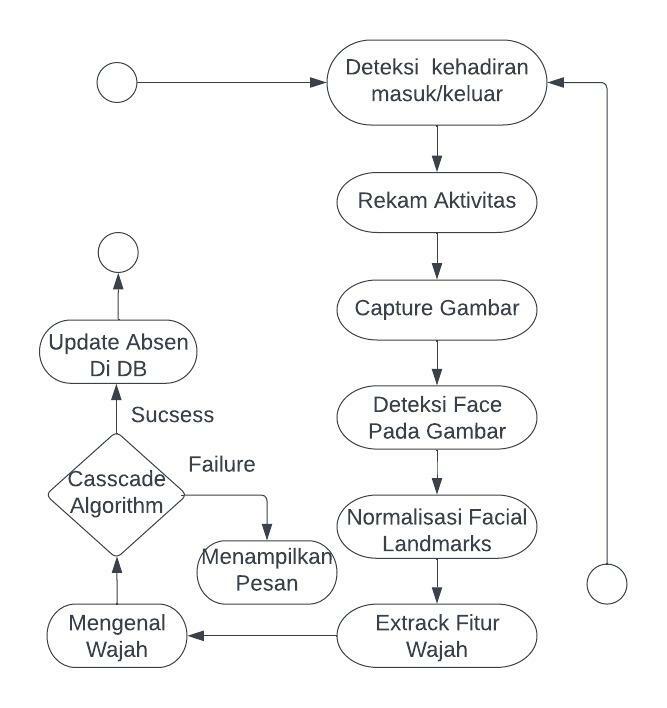 Deteksi kehadiran
masuk/keluar
Rekam Aktivitas
Capture Gambar
Deteksi Face
Pada Gambar
Normalisasi Facial
Landmarks
Extrack Fitur
Wajah
Mengenal
Wajah
Casscade
Algorithm
Failure
Menampilkan
Pesan
Sucsess
Update Absen
Di DB